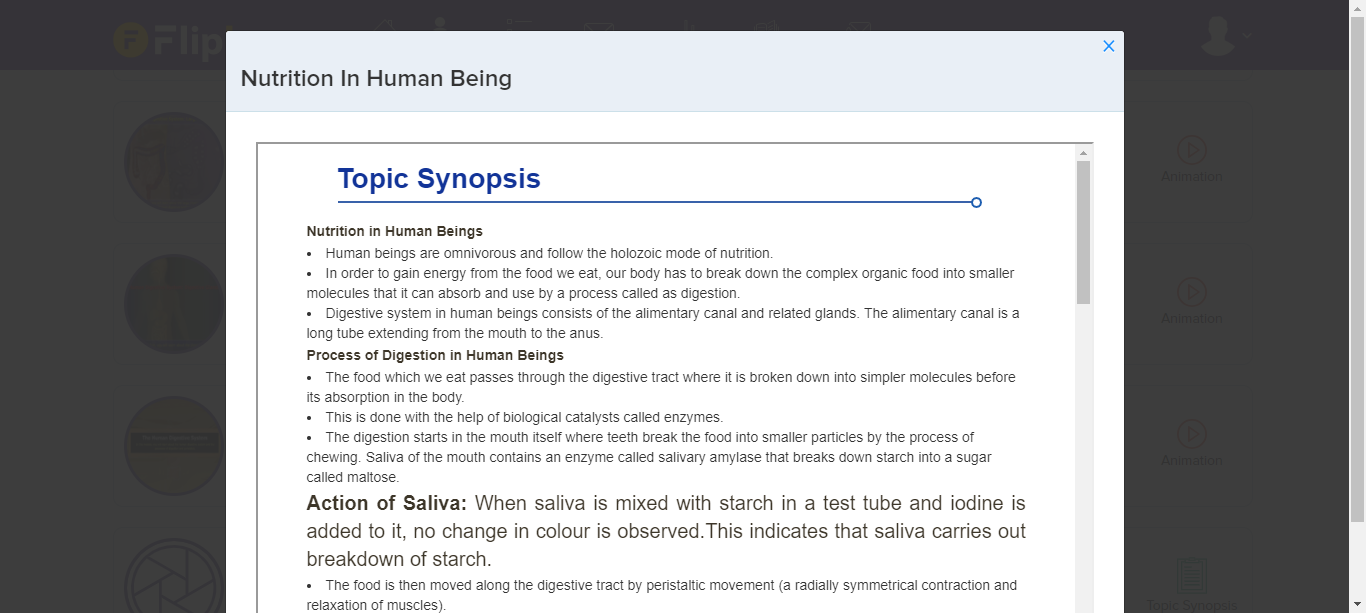 Flip
Nutrition In Human Being
Topic Synopsis
Nutrition in Human Beings
• Human beings are omnivorous and follow the holozoic mode of nutrition.
• In order to gain energy from the food we eat, our body has to break down the complex organic food into smaller
molecules that it can absorb and use by a process called as digestion.
• Digestive system in human beings consists of the alimentary canal and related glands. The alimentary canal is a
long tube extending from the mouth to the anus.
Process of Digestion in Human Beings
• The food which we eat passes through the digestive tract where it is broken down into simpler molecules before
its absorption in the body.
• This is done with the help of biological catalysts called enzymes.
• The digestion starts in the mouth itself where teeth break the food into smaller particles by the process of
chewing. Saliva of the mouth contains an enzyme called salivary amylase that breaks down starch into a sugar
called maltose.
Action of Saliva: When saliva is mixed with starch in a test tube and iodine is
added to it, no change in colour is observed.This indicates that saliva carries out
breakdown of starch.
• The food is then moved along the digestive tract by peristaltic movement (a radially symmetrical contraction and
relaxation of muscles).
Animation
Animation
Animation
Topic Synopsis